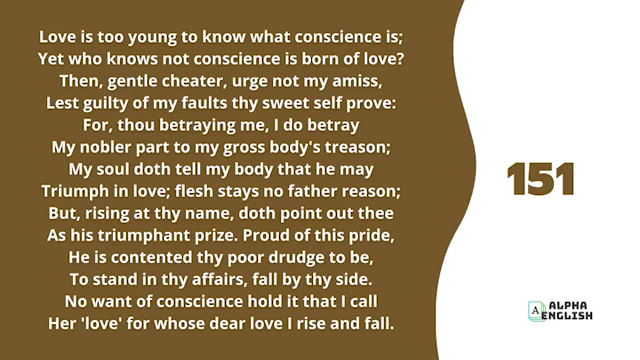 Love is too young to know what conscience is;
Yet who knows not conscience is born of love?
Then, gentle cheater, urge not my amiss,
Lest guilty of my faults thy sweet self prove:
For, thou betraying me, I do betray
My nobler part to my gross body's treason;
My soul doth tell my body that he may
Triumph in love; flesh stays no father reason;
But, rising at thy name, doth point out thee
As his triumphant prize. Proud of this pride,
He is contented thy poor drudge to be,
To stand in thy affairs, fall by thy side.
No want of conscience hold it that I call
Her 'love' for whose dear love I rise and fall.
151
A
ALPHA
ENGLISH